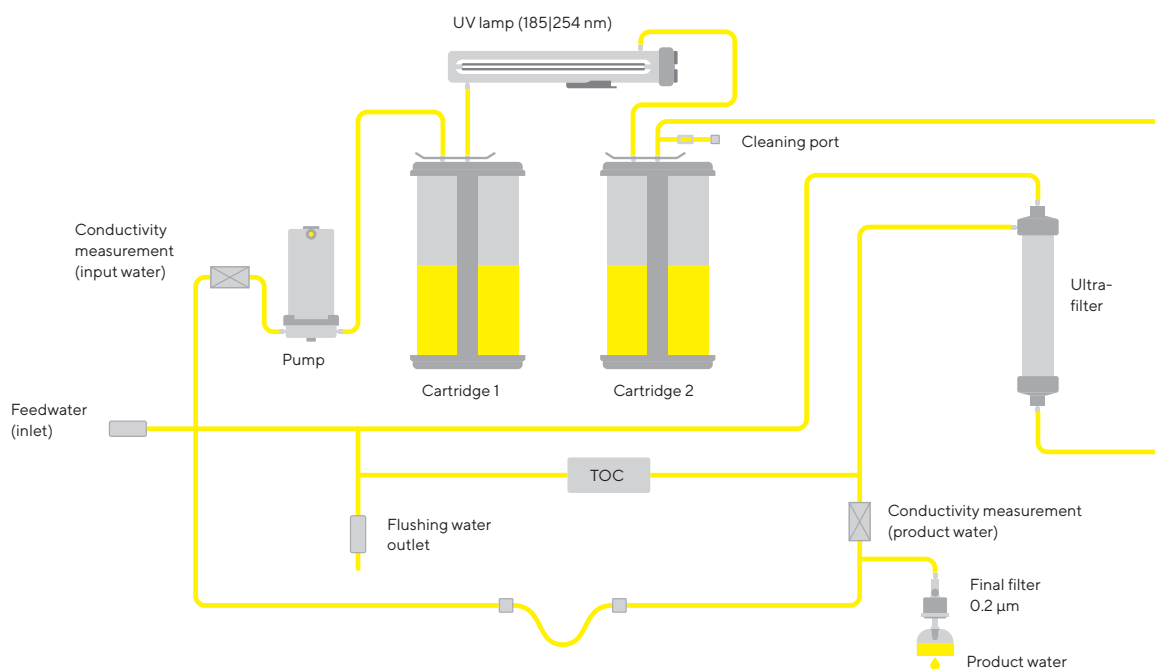 UV lamp (185|254 nm)
Cleaning port
Conductivity
measurement
(input water)
Ultra-
filter
Pump
Cartridge 1
Cartridge 2
Feedwater
(inlet)
TOC
Flushing water
outlet
Conductivity measurement
(product water)
Final filter
0.2 µm
Product water